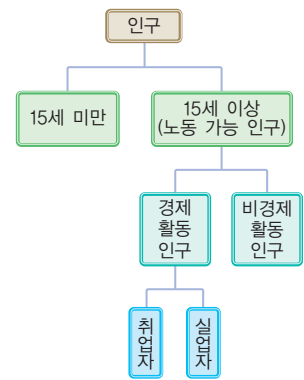 인구
15세 미만
15세 이상
(노동 가능 인구)
경제
활동
인구
비경제
활동
인구
취업자
실업자